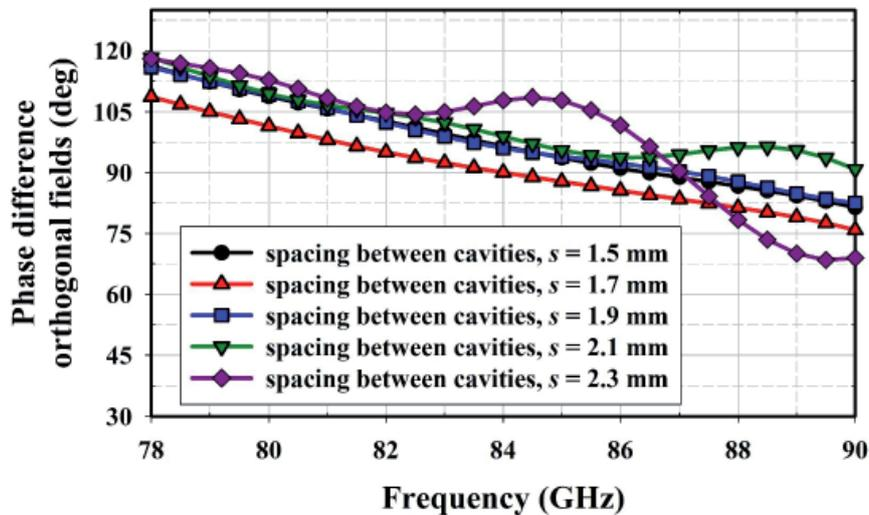 Phase difference
orthogonal fields (deg)
120
105
90
75
60
45
30
spacing between cavities, s = 1.5 mm
spacing between cavities, s = 1.7 mm
spacing between cavities, s = 1.9 mm
spacing between cavities, s = 2.1 mm
spacing between cavities, s = 2.3 mm
78 80 82 84 86 88 90
Frequency (GHz)